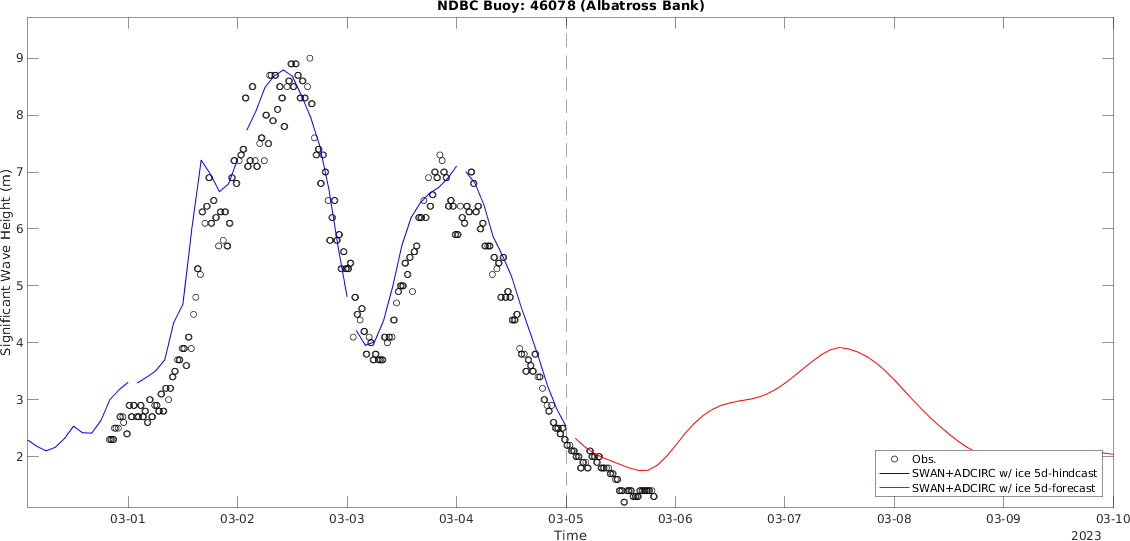 NDBC Buoy: 46078 (Albatross Bank)
Significant Wave Height (m)
9
8
7
6
5
4
3
2
Obs.
SWAN+ADCIRC w/ ice 5d-hindcast
SWAN+ADCIRC w/ ice 5d-forecast
03-01 03-02 03-03 03-04 03-05 03-06 03-07 03-08 03-09 03-10
Time
2023